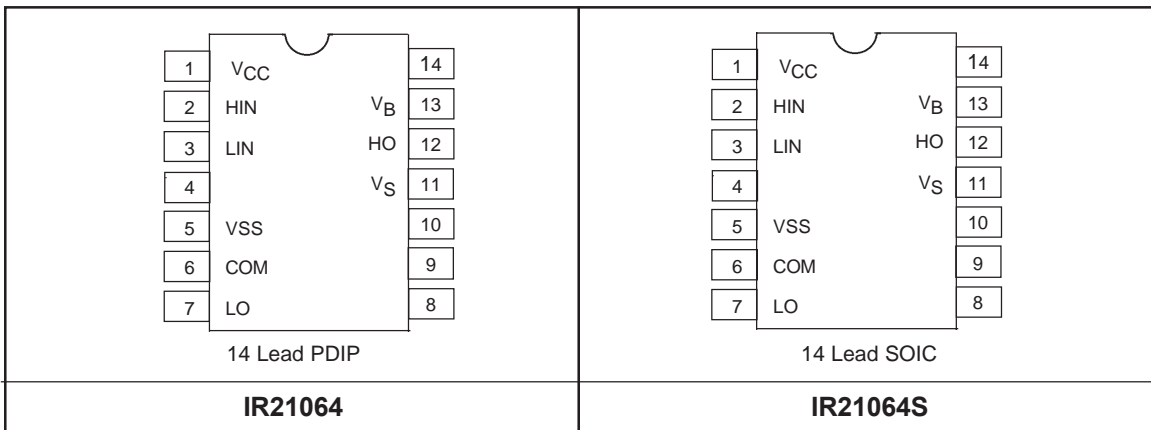 1 VCC 14
2 HIN VB 13
3 LIN HO 12
4 VS 11
5 VSS 10
6 COM 9
7 LO 8
14 Lead PDIP
IR21064
1 VCC 14
2 HIN VB 13
3 LIN HO 12
4 VS 11
5 VSS 10
6 COM 9
7 LO 8
14 Lead SOIC
IR21064S